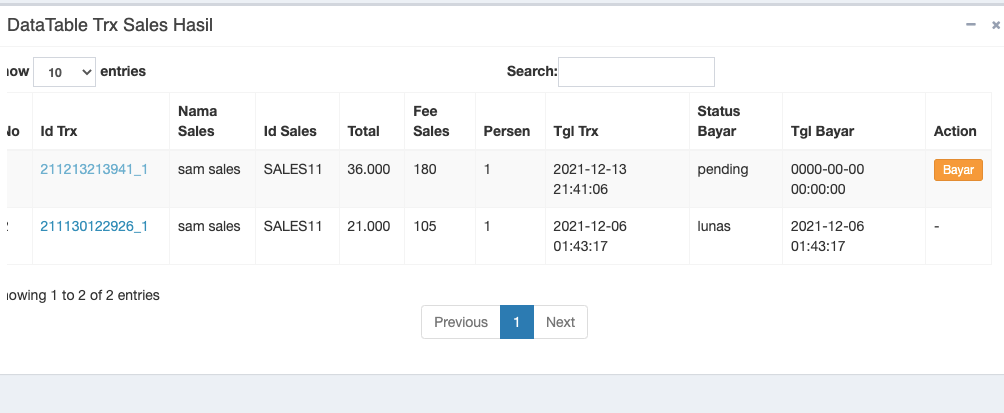 DataTable Trx Sales Hasil
10 entries
Search:
Id Trx Nama Sales Id Sales Total Fee Sales Persen Tgl Trx Status Bayar Tgl Bayar Action
211213213941_1 sam sales SALES11 36.000 180 1 2021-12-13 21:41:06 pending 0000-00-00 00:00:00 Bayar
211130122926_1 sam sales SALES11 21.000 105 1 2021-12-06 01:43:17 lunas 2021-12-06 01:43:17 -
1 to 2 of 2 entries
Previous 1 Next